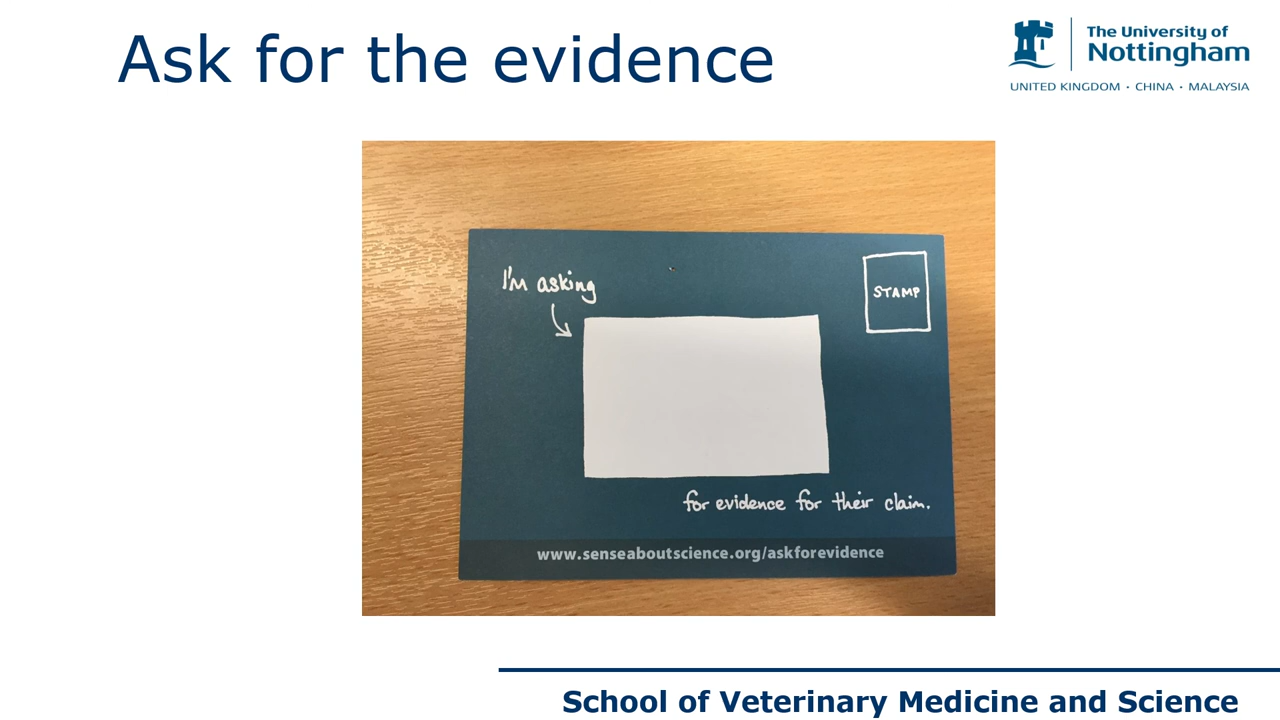 Ask for the evidence
The University of
Nottingham
UNITED KINGDOM · CHINA · MALAYSIA
I'm asking
STAMP
for evidence for their claim.
www.senseaboutscience.org/askforevidence
School of Veterinary Medicine and Science